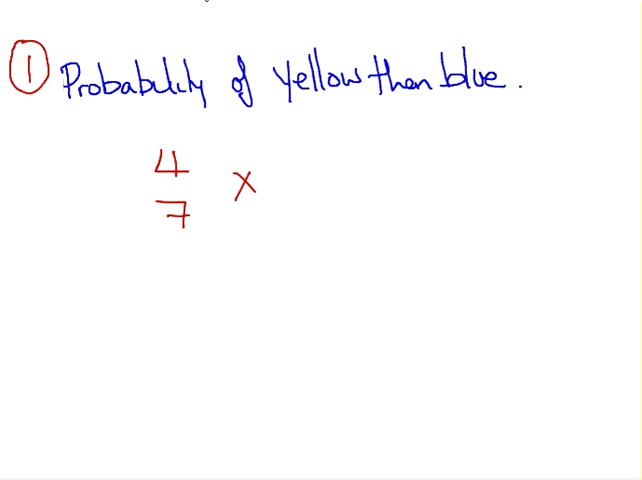 ① Probability of Yellow then blue.
4 ×
7